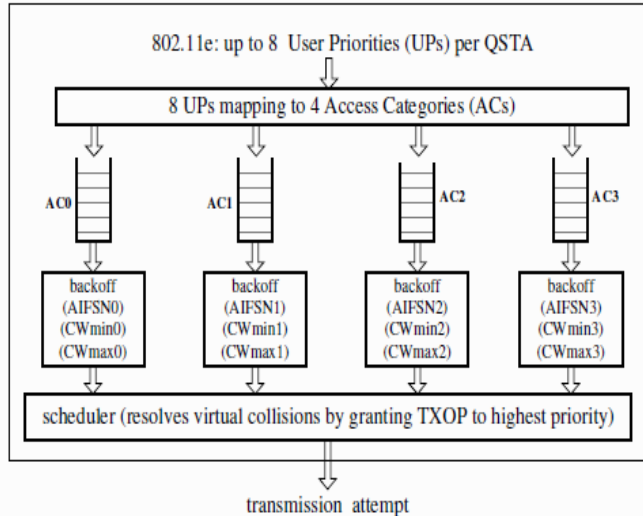 802.11e: up to 8 User Priorities (UPs) per QSTA
8 UPs mapping to 4 Access Categories (ACs)
AC0
AC1
AC2
AC3
backoff
(AIFSN0)
(CWmin0)
(CWmax0)
backoff
(AIFSN1)
(CWmin1)
(CWmax1)
backoff
(AIFSN2)
(CWmin2)
(CWmax2)
backoff
(AIFSN3)
(CWmin3)
(CWmax3)
scheduler (resolves virtual collisions by granting TXOP to highest priority)
transmission attempt